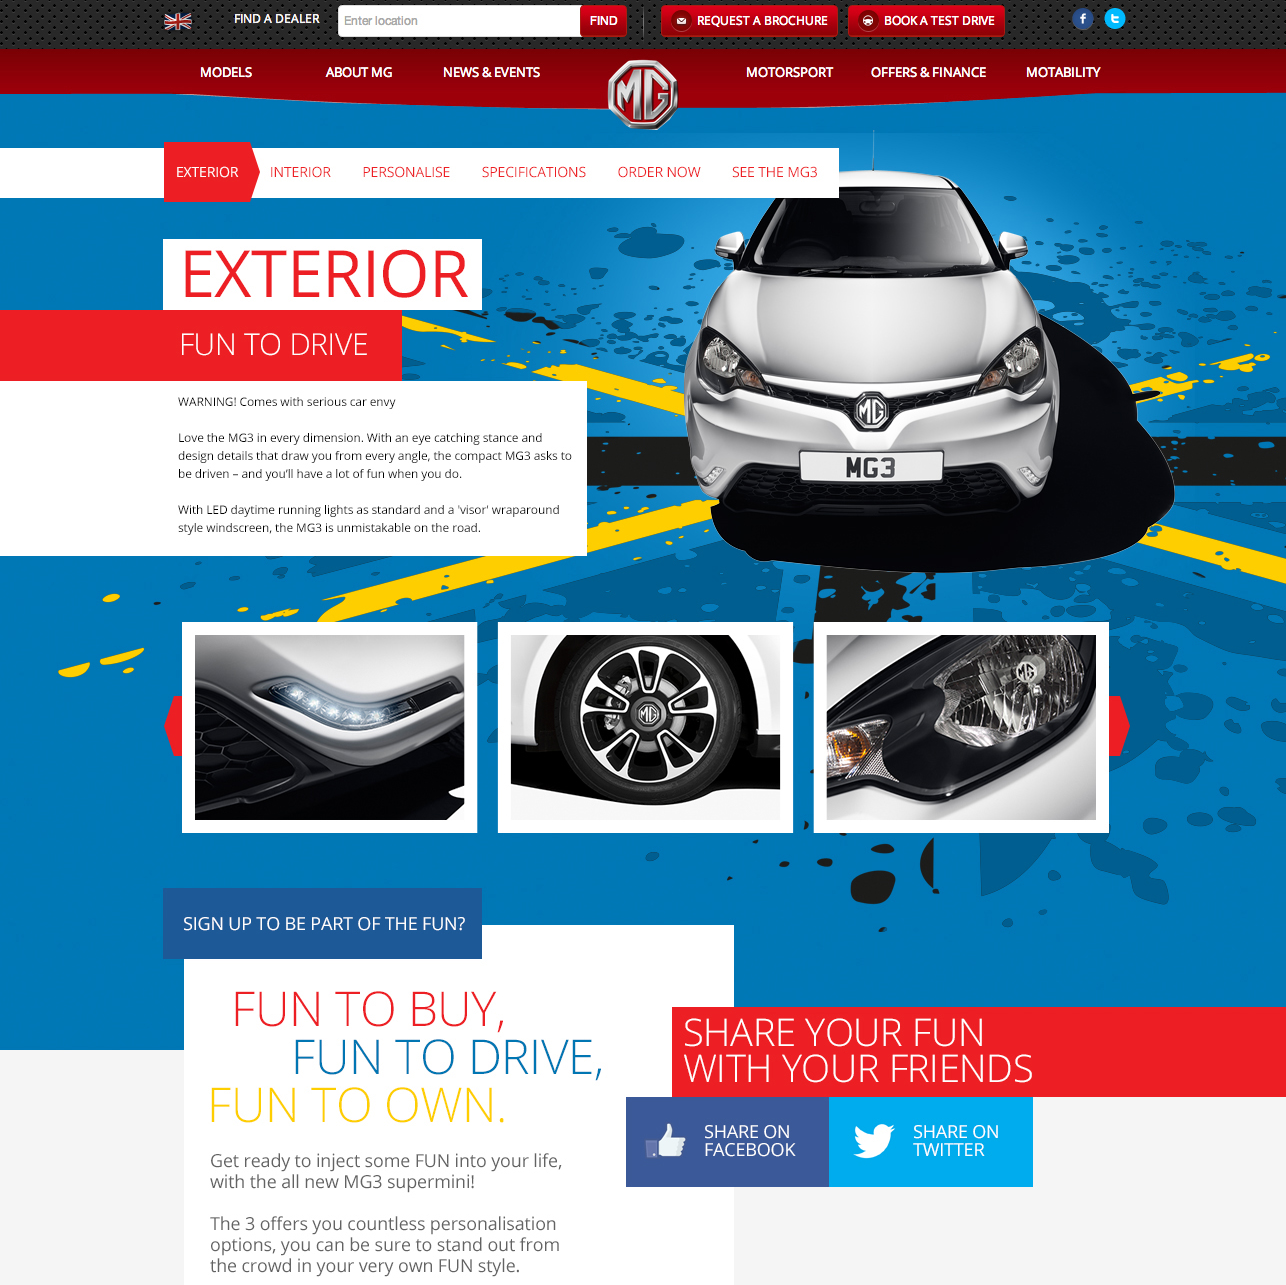 FIND A DEALER
Enter location
FIND
REQUEST A BROCHURE
BOOK A TEST DRIVE
MODELS
ABOUT MG
NEWS & EVENTS
MG
MOTORSPORT
OFFERS & FINANCE
MOTABILITY
EXTERIOR
INTERIOR
PERSONALISE
SPECIFICATIONS
ORDER NOW
SEE THE MG3
EXTERIOR
FUN TO DRIVE
WARNING! Comes with serious car envy
Love the MG3 in every dimension. With an eye catching stance and
design details that draw you from every angle, the compact MG3 asks to
be driven – and you'll have a lot of fun when you do.
With LED daytime running lights as standard and a 'visor' wraparound
style windscreen, the MG3 is unmistakable on the road.
MG
MG3
MG
MG
SIGN UP TO BE PART OF THE FUN?
FUN TO BUY,
FUN TO DRIVE,
FUN TO OWN.
Get ready to inject some FUN into your life,
with the all new MG3 supermini!
The 3 offers you countless personalisation
options, you can be sure to stand out from
the crowd in your very own FUN style.
SHARE YOUR FUN
WITH YOUR FRIENDS
SHARE ON
FACEBOOK
SHARE ON
TWITTER